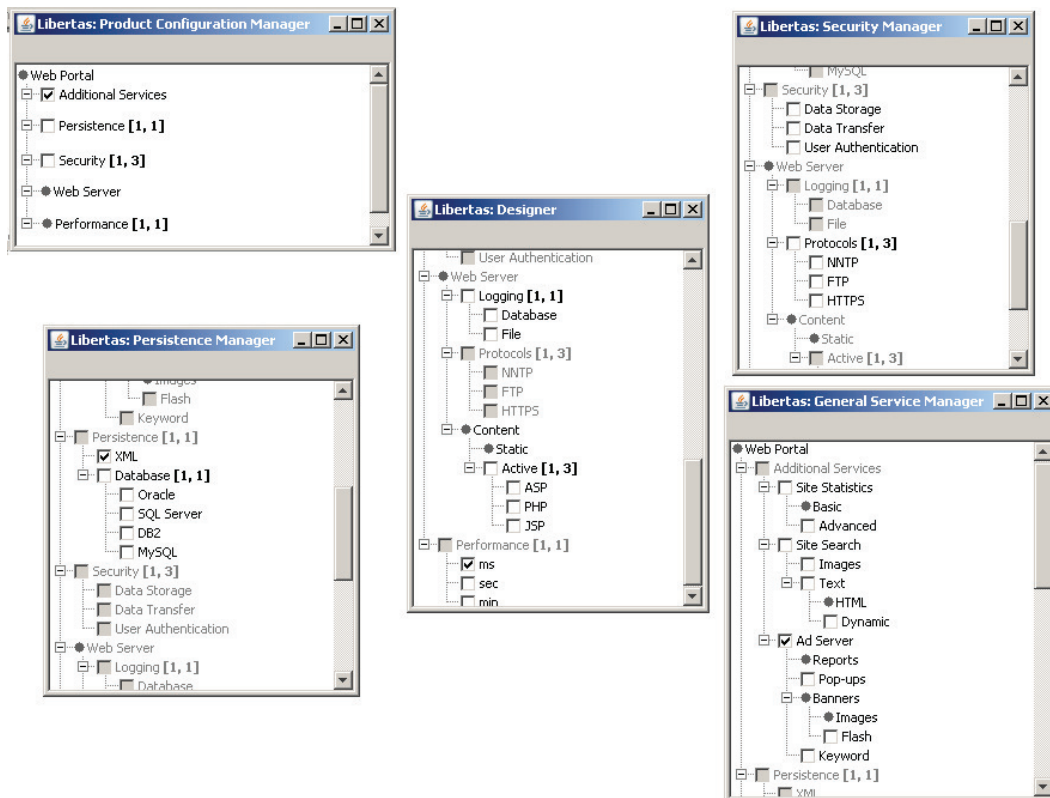 Libertas: Product Configuration Manager
Web Portal
Additional Services
Persistence [1, 1]
Security [1, 3]
Web Server
Performance [1, 1]
Libertas: Security Manager
MySQL
Security [1, 3]
Data Storage
Data Transfer
User Authentication
Web Server
Logging [1, 1]
Database
File
Protocols [1, 3]
NNTP
FTP
HTTPS
Content
Static
Active [1, 3]
Libertas: Designer
User Authentication
Web Server
Logging [1, 1]
Database
File
Protocols [1, 3]
NNTP
FTP
HTTPS
Content
Static
Active [1, 3]
ASP
PHP
JSP
Performance [1, 1]
ms
sec
min
Libertas: Persistence Manager
Images
Flash
Keyword
Persistence [1, 1]
XML
Database [1, 1]
Oracle
SQL Server
DB2
MySQL
Security [1, 3]
Data Storage
Data Transfer
User Authentication
Web Server
Logging [1, 1]
Database
Libertas: General Service Manager
Web Portal
Additional Services
Site Statistics
Basic
Advanced
Site Search
Images
Text
HTML
Dynamic
Ad Server
Reports
Pop-ups
Banners
Images
Flash
Keyword
Persistence [1, 1]
XML